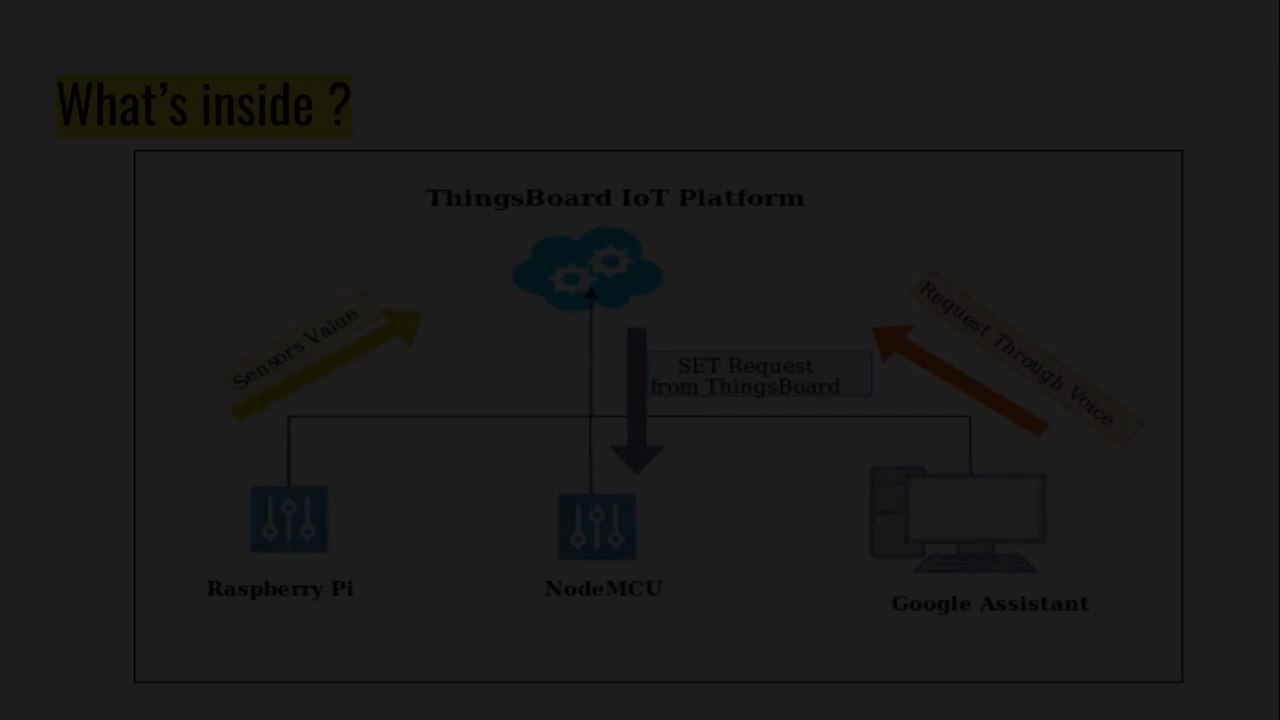 What’s inside ?
ThingsBoard IoT Platform
Sensors Value
Request Through Voice
SET Request
from ThingsBoard
Raspberry Pi
NodeMCU
Google Assistant